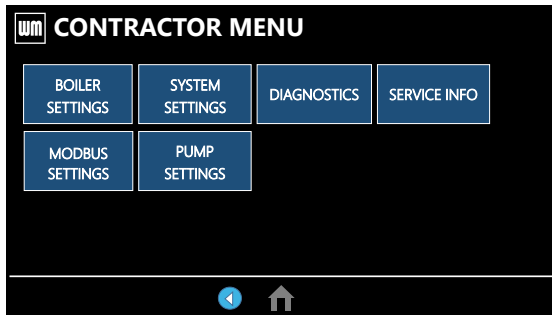 wm CONTRACTOR MENU
BOILER
SETTINGS
SYSTEM
SETTINGS
DIAGNOSTICS
SERVICE INFO
MODBUS
SETTINGS
PUMP
SETTINGS